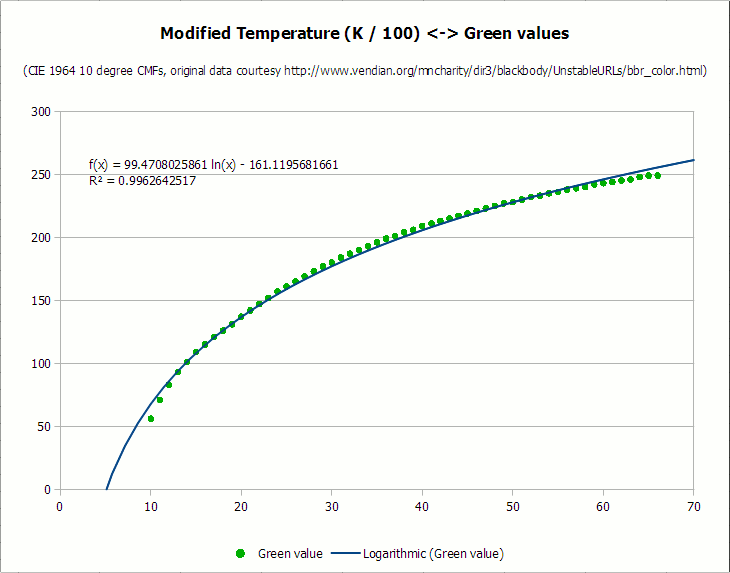 Modified Temperature (K / 100) <-> Green values
(CIE 1964 10 degree CMFs, original data courtesy http://www.vendian.org/mncharity/dir3/blackbody/UnstableURLs/bbr_color.html)
300
f(x) = 99.4708025861 ln(x) - 161.1195681661
R² = 0.9962642517
250
200
150
100
50
0
0 10 20 30 40 50 60 70
Green value Logarithmic (Green value)